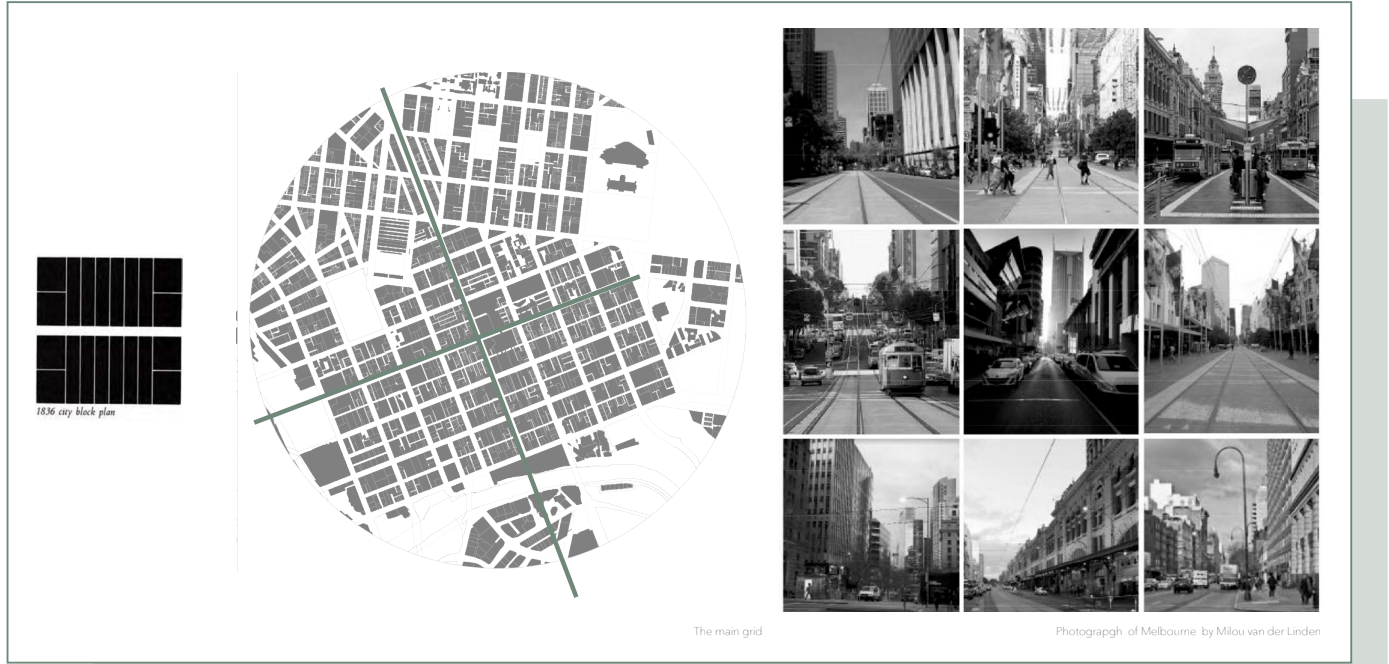 1836 city block plan
The main grid
Photograpgh of Melbourne by Milou van der Linden